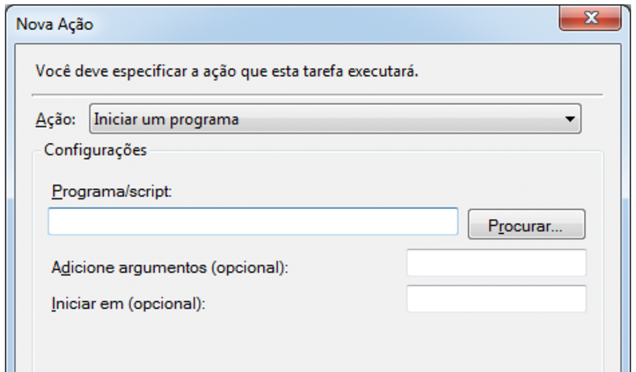 Nova Ação
Você deve especificar a ação que esta tarefa executará.
Ação: Iniciar um programa
Configurações
Programa/script:
Procurar...
Adicione argumentos (opcional):
Iniciar em (opcional):